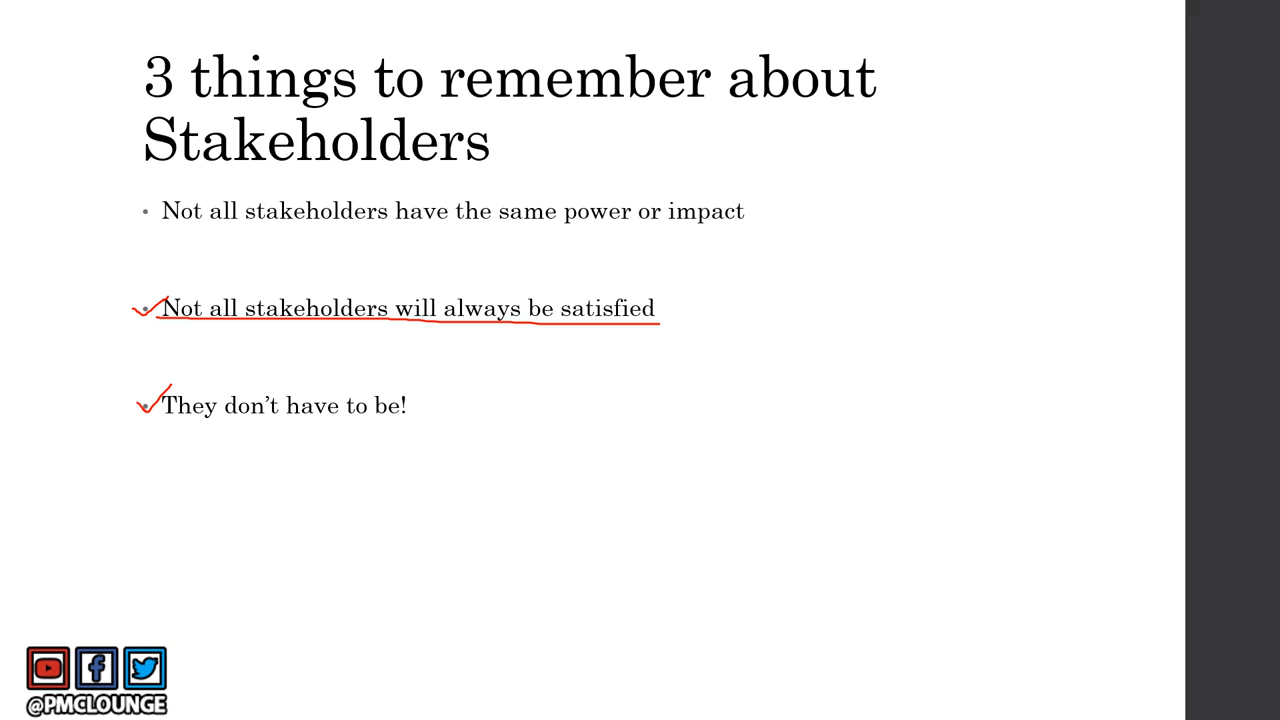 3 things to remember about
Stakeholders
• Not all stakeholders have the same power or impact
• Not all stakeholders will always be satisfied
• They don’t have to be!
@PMCLOUNGE